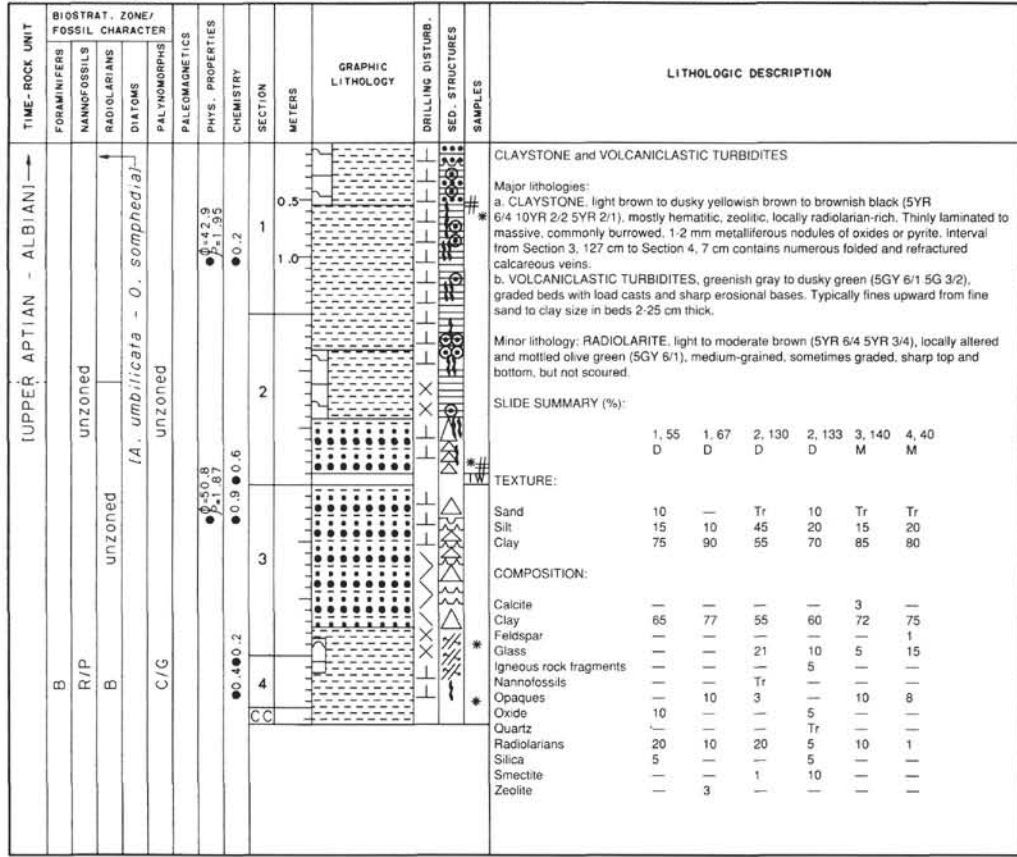 TIME-ROCK UNIT
BIOSTRAT. ZONE/
FOSSIL CHARACTER
FORAMINIFERS
NANNOFOSSILS
RADIOLARIANS
DIATOMS
PALYNOMORPHS
PALEOMAGNETICS
PHYS. PROPERTIES
CHEMISTRY
SECTION
METERS
GRAPHIC
LITHOLOGY
DRILLING DISTURB.
SED. STRUCTURES
SAMPLES
LITHOLOGIC DESCRIPTION
[UPPER APTIAN - ALBIAN]
B
R/P unzoned
B unzoned
[A. umbilicata - O. somphedia]
C/G unzoned
Φ=42.9
P=1.95
Φ=50.8
P=1.87
0.2
0.6
0.9
0.2
0.4
1
2
3
4
CC
0.5
1.0
#
*
*
#
IW
*
*
CLAYSTONE and VOLCANICLASTIC TURBIDITES
Major lithologies:
a. CLAYSTONE, light brown to dusky yellowish brown to brownish black (5YR
6/4 10YR 2/2 5YR 2/1), mostly hematitic, zeolitic, locally radiolarian-rich. Thinly laminated to
massive, commonly burrowed, 1-2 mm metalliferous nodules of oxides or pyrite. Interval
from Section 3, 127 cm to Section 4, 7 cm contains numerous folded and refractured
calcareous veins.
b. VOLCANICLASTIC TURBIDITES, greenish gray to dusky green (5GY 6/1 5G 3/2),
graded beds with load casts and sharp erosional bases. Typically fines upward from fine
sand to clay size in beds 2-25 cm thick.
Minor lithology: RADIOLARITE, light to moderate brown (5YR 6/4 5YR 3/4), locally altered
and mottled olive green (5GY 6/1), medium-grained, sometimes graded, sharp top and
bottom, but not scoured.
SLIDE SUMMARY (%):
1, 55 1, 67 2, 130 2, 133 3, 140 4, 40
D D D D M M
TEXTURE:
Sand 10 — Tr 10 Tr Tr
Silt 15 10 45 20 15 20
Clay 75 90 55 70 85 80
COMPOSITION:
Calcite — — — — 3 —
Clay 65 77 55 60 72 75
Feldspar — — — — — 1
Glass — — 21 10 5 15
Igneous rock fragments — — — 5 — —
Nannofossils — — Tr — — —
Opaques — 10 3 — 10 8
Oxide 10 — — 5 — —
Quartz — — — Tr — —
Radiolarians 20 10 20 5 10 1
Silica 5 — — 5 — —
Smectite — — 1 10 — —
Zeolite — 3 — — — —